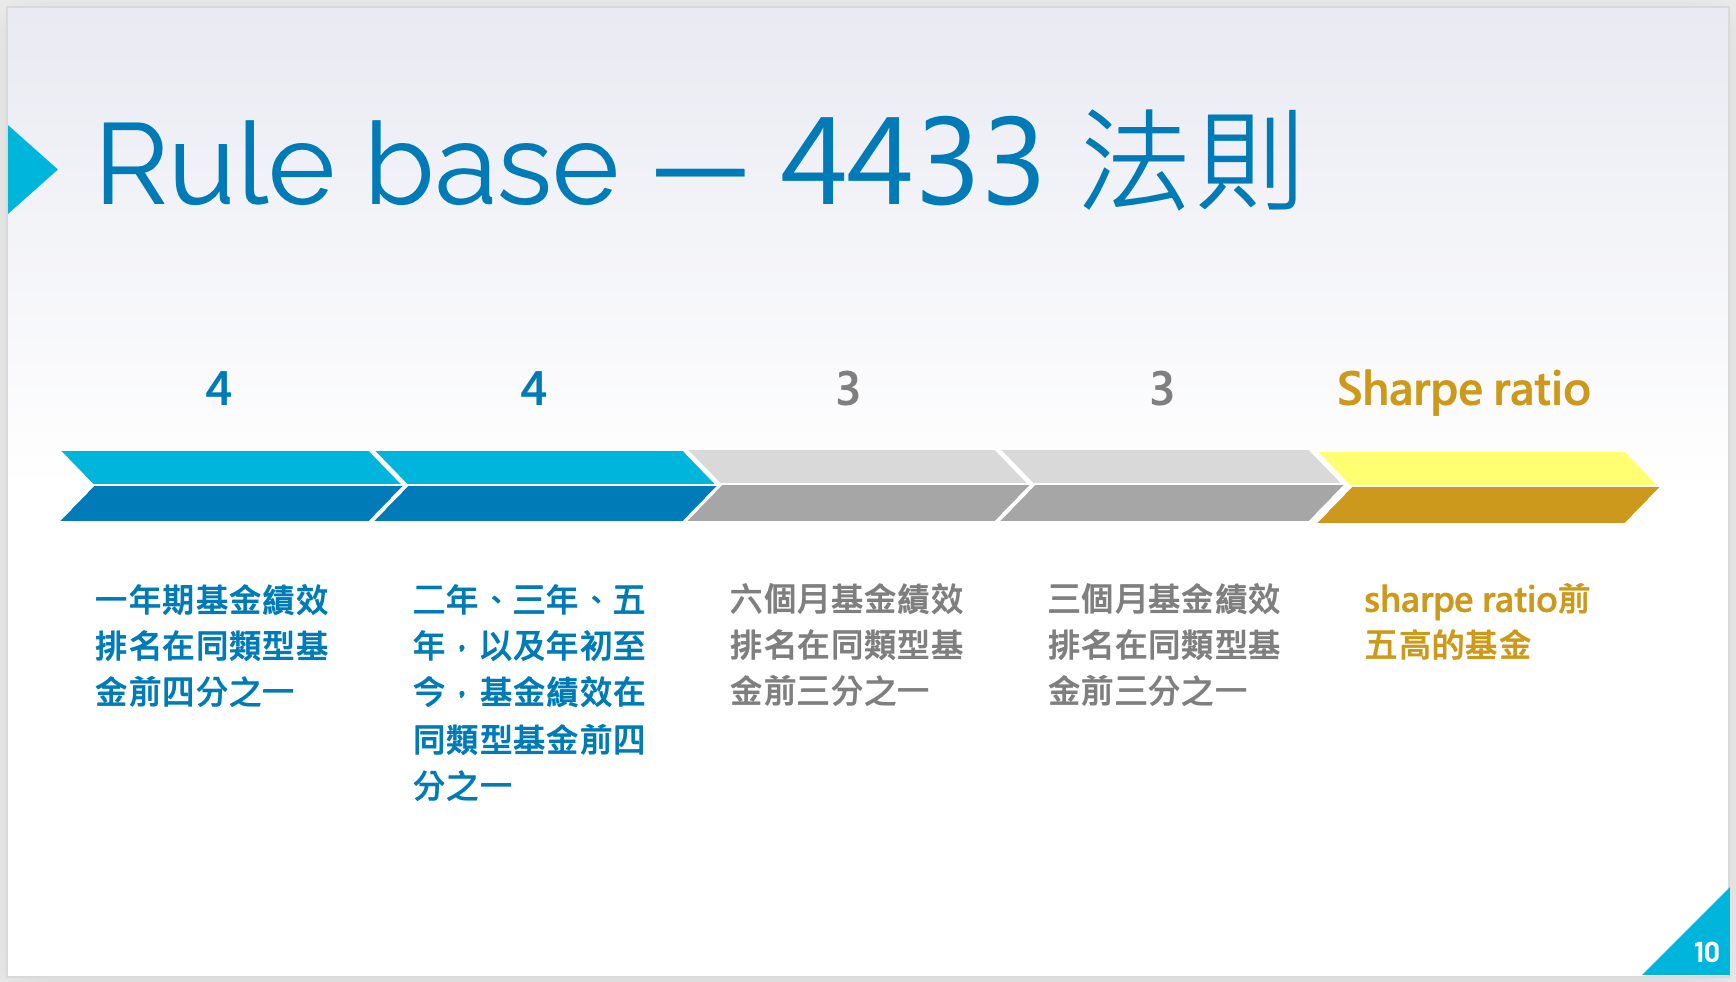 Rule base — 4433 法則
4
4
3
3
Sharpe ratio
一年期基金績效
排名在同類型基
金前四分之一
二年、三年、五
年，以及年初至
今，基金績效在
同類型基金前四
分之一
六個月基金績效
排名在同類型基
金前三分之一
三個月基金績效
排名在同類型基
金前三分之一
sharpe ratio前
五高的基金
10